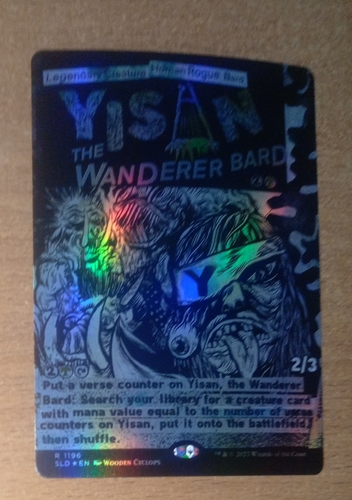 Legendary Creature Human Rogue Bard
YISAN
THE
WANDERER BARD
2/3
Put a verse counter on Yisan, the Wanderer
Bard: Search your library for a creature card
with mana value equal to the number of verse
counters on Yisan, put it onto the battlefield,
then shuffle.
R 1196
SLD ★ EN Wooden Cyclops
™ & © 2023 Wizards of the Coast